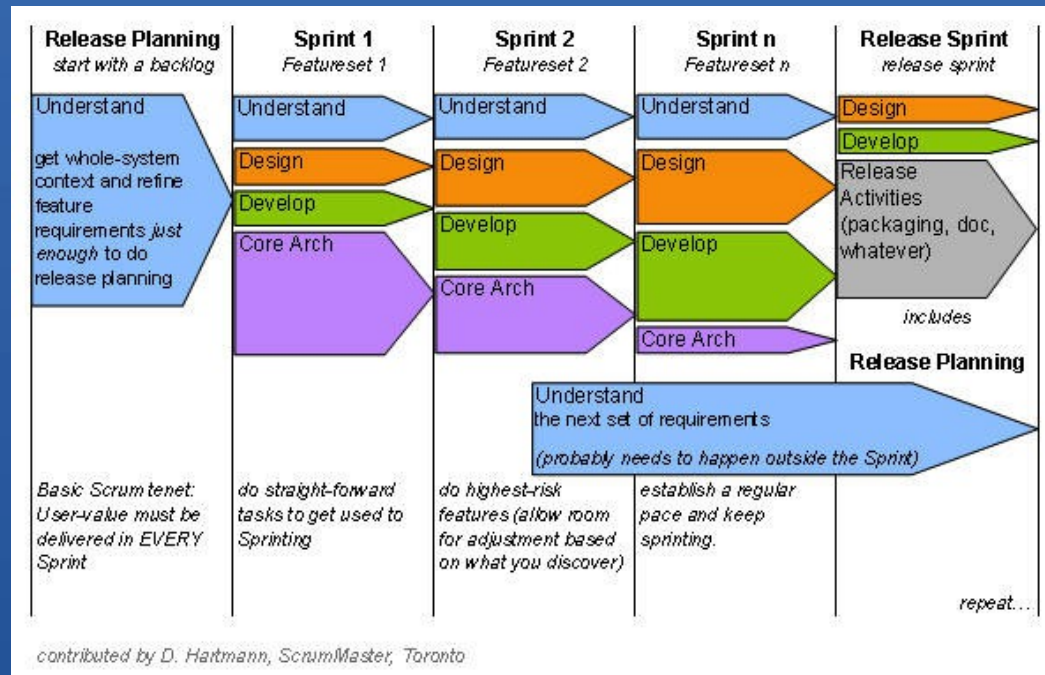 Release Planning
start with a backlog
Understand
get whole-system
context and refine
feature
requirements just
enough to do
release planning
Basic Scrum tenet:
User-value must be
delivered in EVERY
Sprint
Sprint 1
Featureset 1
Understand
Design
Develop
Core Arch
do straight-forward
tasks to get used to
Sprinting
Sprint 2
Featureset 2
Understand
Design
Develop
Core Arch
do highest-risk
features (allow room
for adjustment based
on what you discover)
Sprint n
Featureset n
Understand
Design
Develop
Core Arch
establish a regular
pace and keep
sprinting.
Release Sprint
release sprint
Design
Develop
Release
Activities
(packaging, doc,
whatever)
includes
Release Planning
Understand
the next set of requirements
(probably needs to happen outside the Sprint)
repeat...
contributed by D. Hartmann, ScrumMaster, Toronto